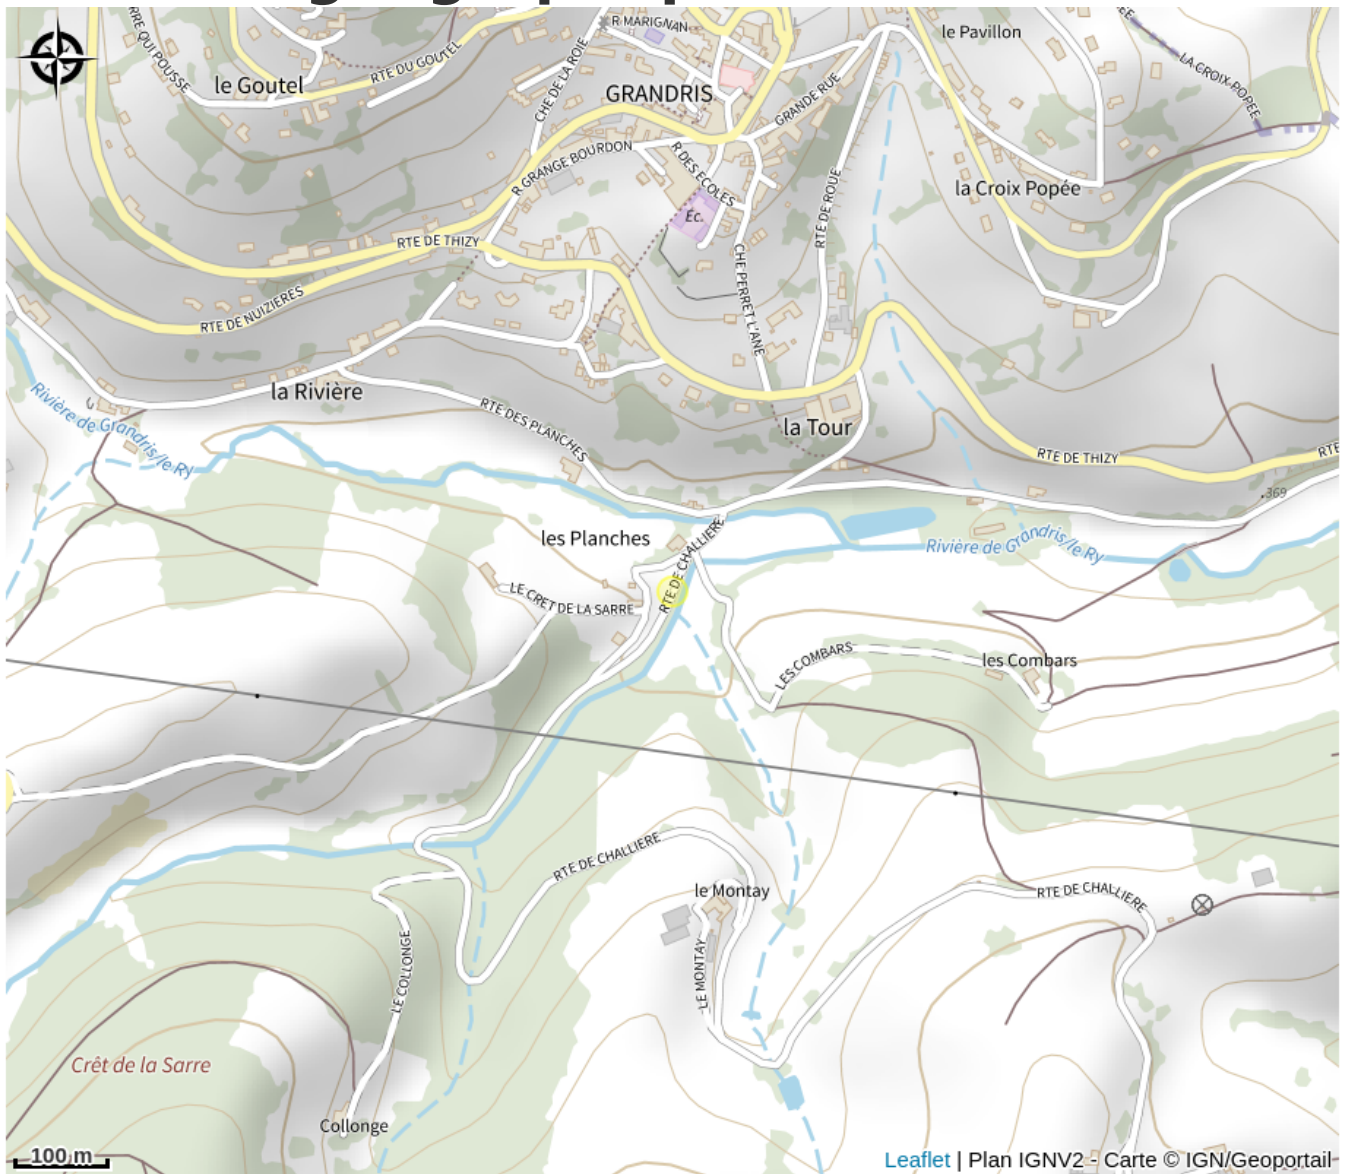 R MARIGNAN
le Pavillon
RRE QUI POUSSE
RTE DU GOUTEL
CHE DE LA ROIE
LA CROIX-POPEE
le Goutel
GRANDRIS
GRANDE RUE
R GRANGE BOURDON
R DES ECOLES
la Croix Popée
Éc.
RTE DE ROUE
RTE DE THIZY
CHE PERRET L'ANE
RTE DE NUIZIERES
la Rivière
Rivière de Grandris/le Ry
RTE DES PLANCHES
la Tour
RTE DE THIZY
RTE
.369
les Planches
RTE DE CHALLIERE
Rivière de Grandris/le Ry
LE CRET DE LA SARRE
LES COMBARS
les Combars
RTE DE CHALLIERE
le Montay
RTE DE CHALLIERE
LE COLLONGE
LE MONTAY
Crêt de la Sarre
Collonge
100 m
Leaflet | Plan IGNV2 - Carte © IGN/Geoportail